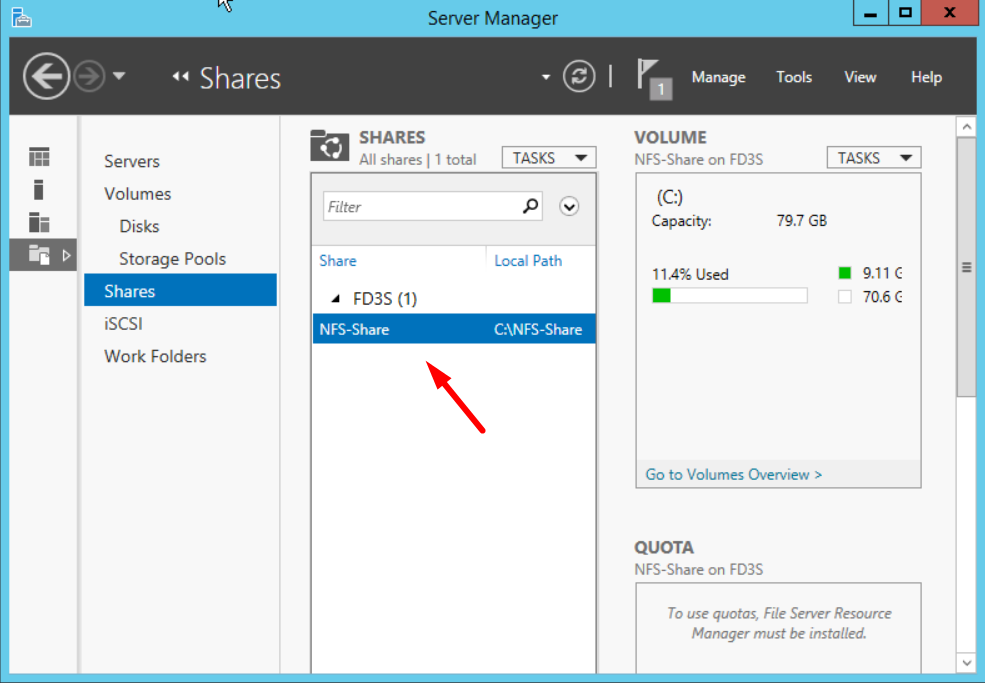 Server Manager
Shares
1
Manage
Tools
View
Help
Servers
Volumes
Disks
Storage Pools
Shares
iSCSI
Work Folders
SHARES
All shares | 1 total
TASKS
Filter
Share
Local Path
FD3S (1)
NFS-Share
C:\NFS-Share
VOLUME
NFS-Share on FD3S
TASKS
(C:)
Capacity:
79.7 GB
11.4% Used
9.11 G
70.6 G
Go to Volumes Overview >
QUOTA
NFS-Share on FD3S
To use quotas, File Server Resource
Manager must be installed.